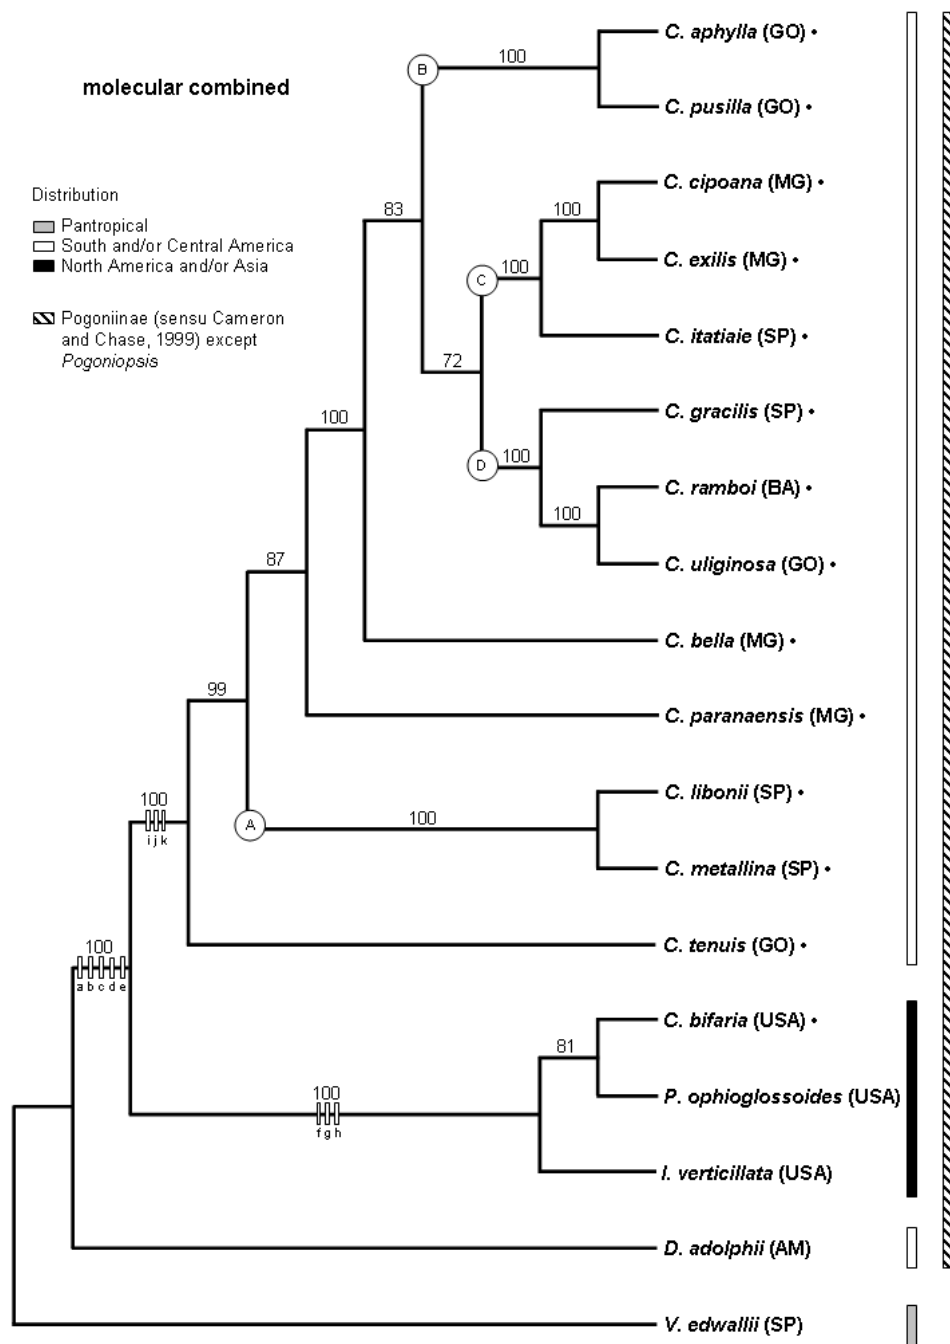 C. aphylla (GO) •
B
100
molecular combined
C. pusilla (GO) •
C. cipoana (MG) •
Distribution
83
100
Pantropical
South and/or Central America
North America and/or Asia
C. exilis (MG) •
C
100
Pogoniinae (sensu Cameron
and Chase, 1999) except
Pogoniopsis
C. itatiaie (SP) •
72
C. gracilis (SP) •
100
D
100
C. ramboi (BA) •
100
C. uliginosa (GO) •
87
C. bella (MG) •
99
C. paranaensis (MG) •
C. libonii (SP) •
100
i j k
A
100
C. metallina (SP) •
C. tenuis (GO) •
100
a b c d e
C. bifaria (USA) •
81
P. ophioglossoides (USA)
100
f g h
I. verticillata (USA)
D. adolphii (AM)
V. edwallii (SP)